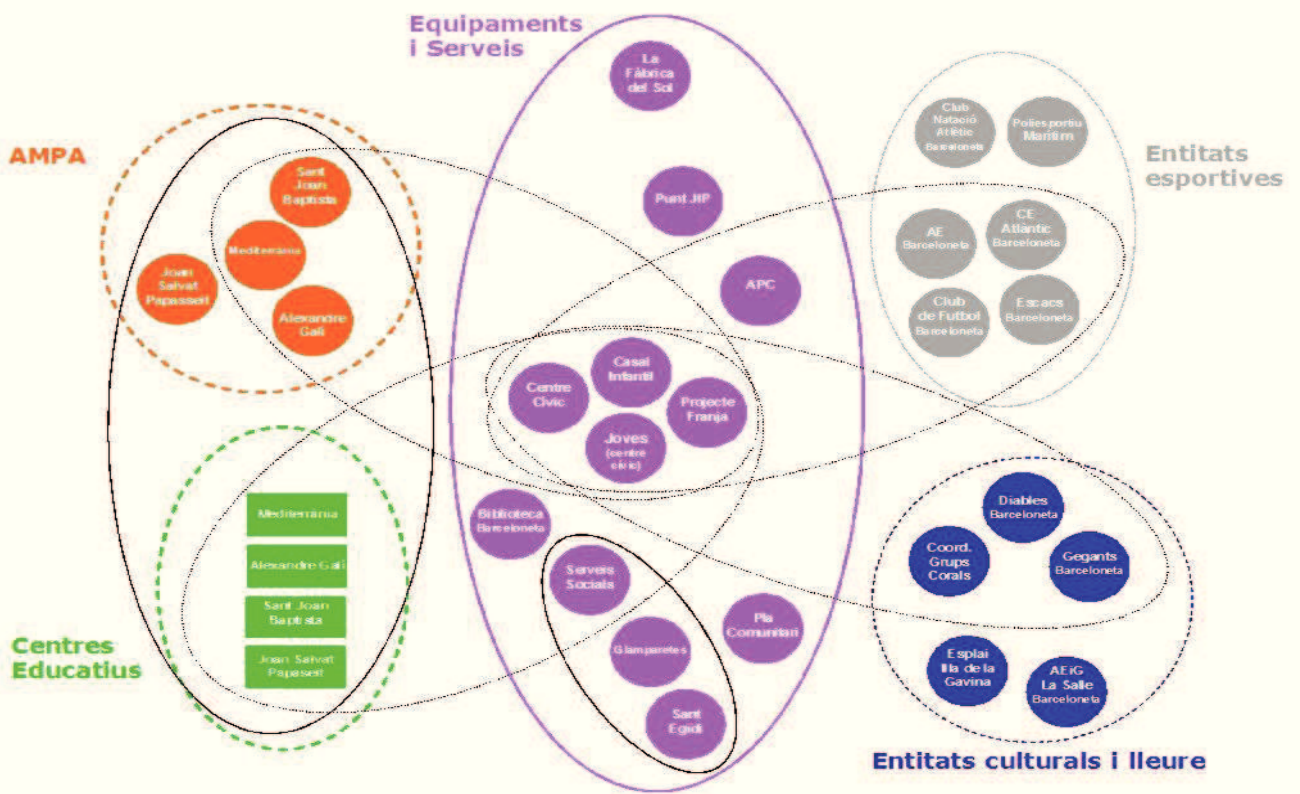 Equipaments
i Serveis
La
Fàbrica
del Sol
Punt JIP
APC
Casal
Infantil
Centre
Cívic
Projecte
Franja
Joves
(centre
cívic)
Biblioteca
Barceloneta
Serveis
Socials
Glamparetes
Sant
Egidi
Pla
Comunitari
AMPA
Sant
Joan
Baptista
Mediterrània
Joan
Salvat
Papasseit
Alexandre
Galí
Centres
Educatius
Mediterrània
Alexandre Galí
Sant Joan
Baptista
Joan Salvat
Papaseit
Entitats
esportives
Club
Natació
Atlètic
Barceloneta
Poliesportiu
Marítim
AE
Barceloneta
CE
Atlàntic
Barceloneta
Club
de Futbol
Barceloneta
Escacs
Barceloneta
Diables
Barceloneta
Coord.
Grups
Corals
Gegants
Barceloneta
Esplai
Illa de la
Gavina
AEiG
La Salle
Barceloneta
Entitats culturals i lleure